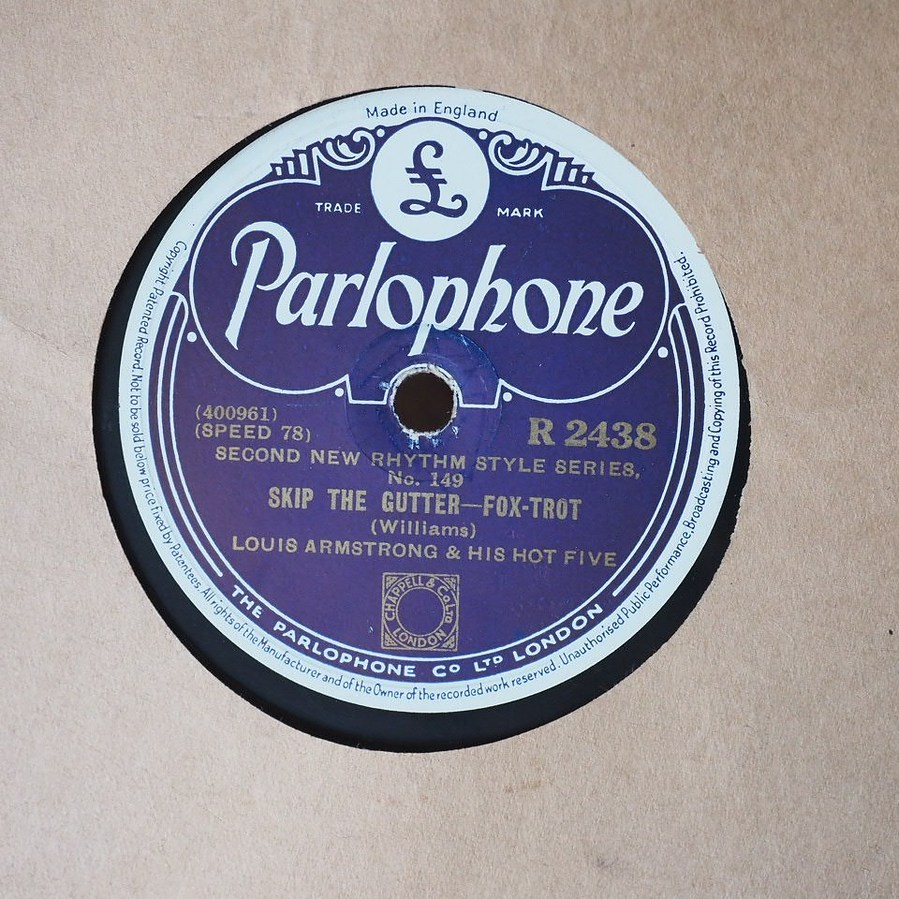 Made in England
£
TRADE MARK
Parlophone
(400961)
(SPEED 78)
R 2438
SECOND NEW RHYTHM STYLE SERIES,
No. 149
SKIP THE GUTTER—FOX-TROT
(Williams)
LOUIS ARMSTRONG & HIS HOT FIVE
CHAPPELL & CO LTD
LONDON
THE PARLOPHONE CO LTD LONDON
Copyright Patented Record. Not to be sold below price fixed by Patentees. All rights of the Manufacturer and of the Owner of the recorded work reserved. Unauthorised Public Performance, Broadcasting and Copying of this Record Prohibited.